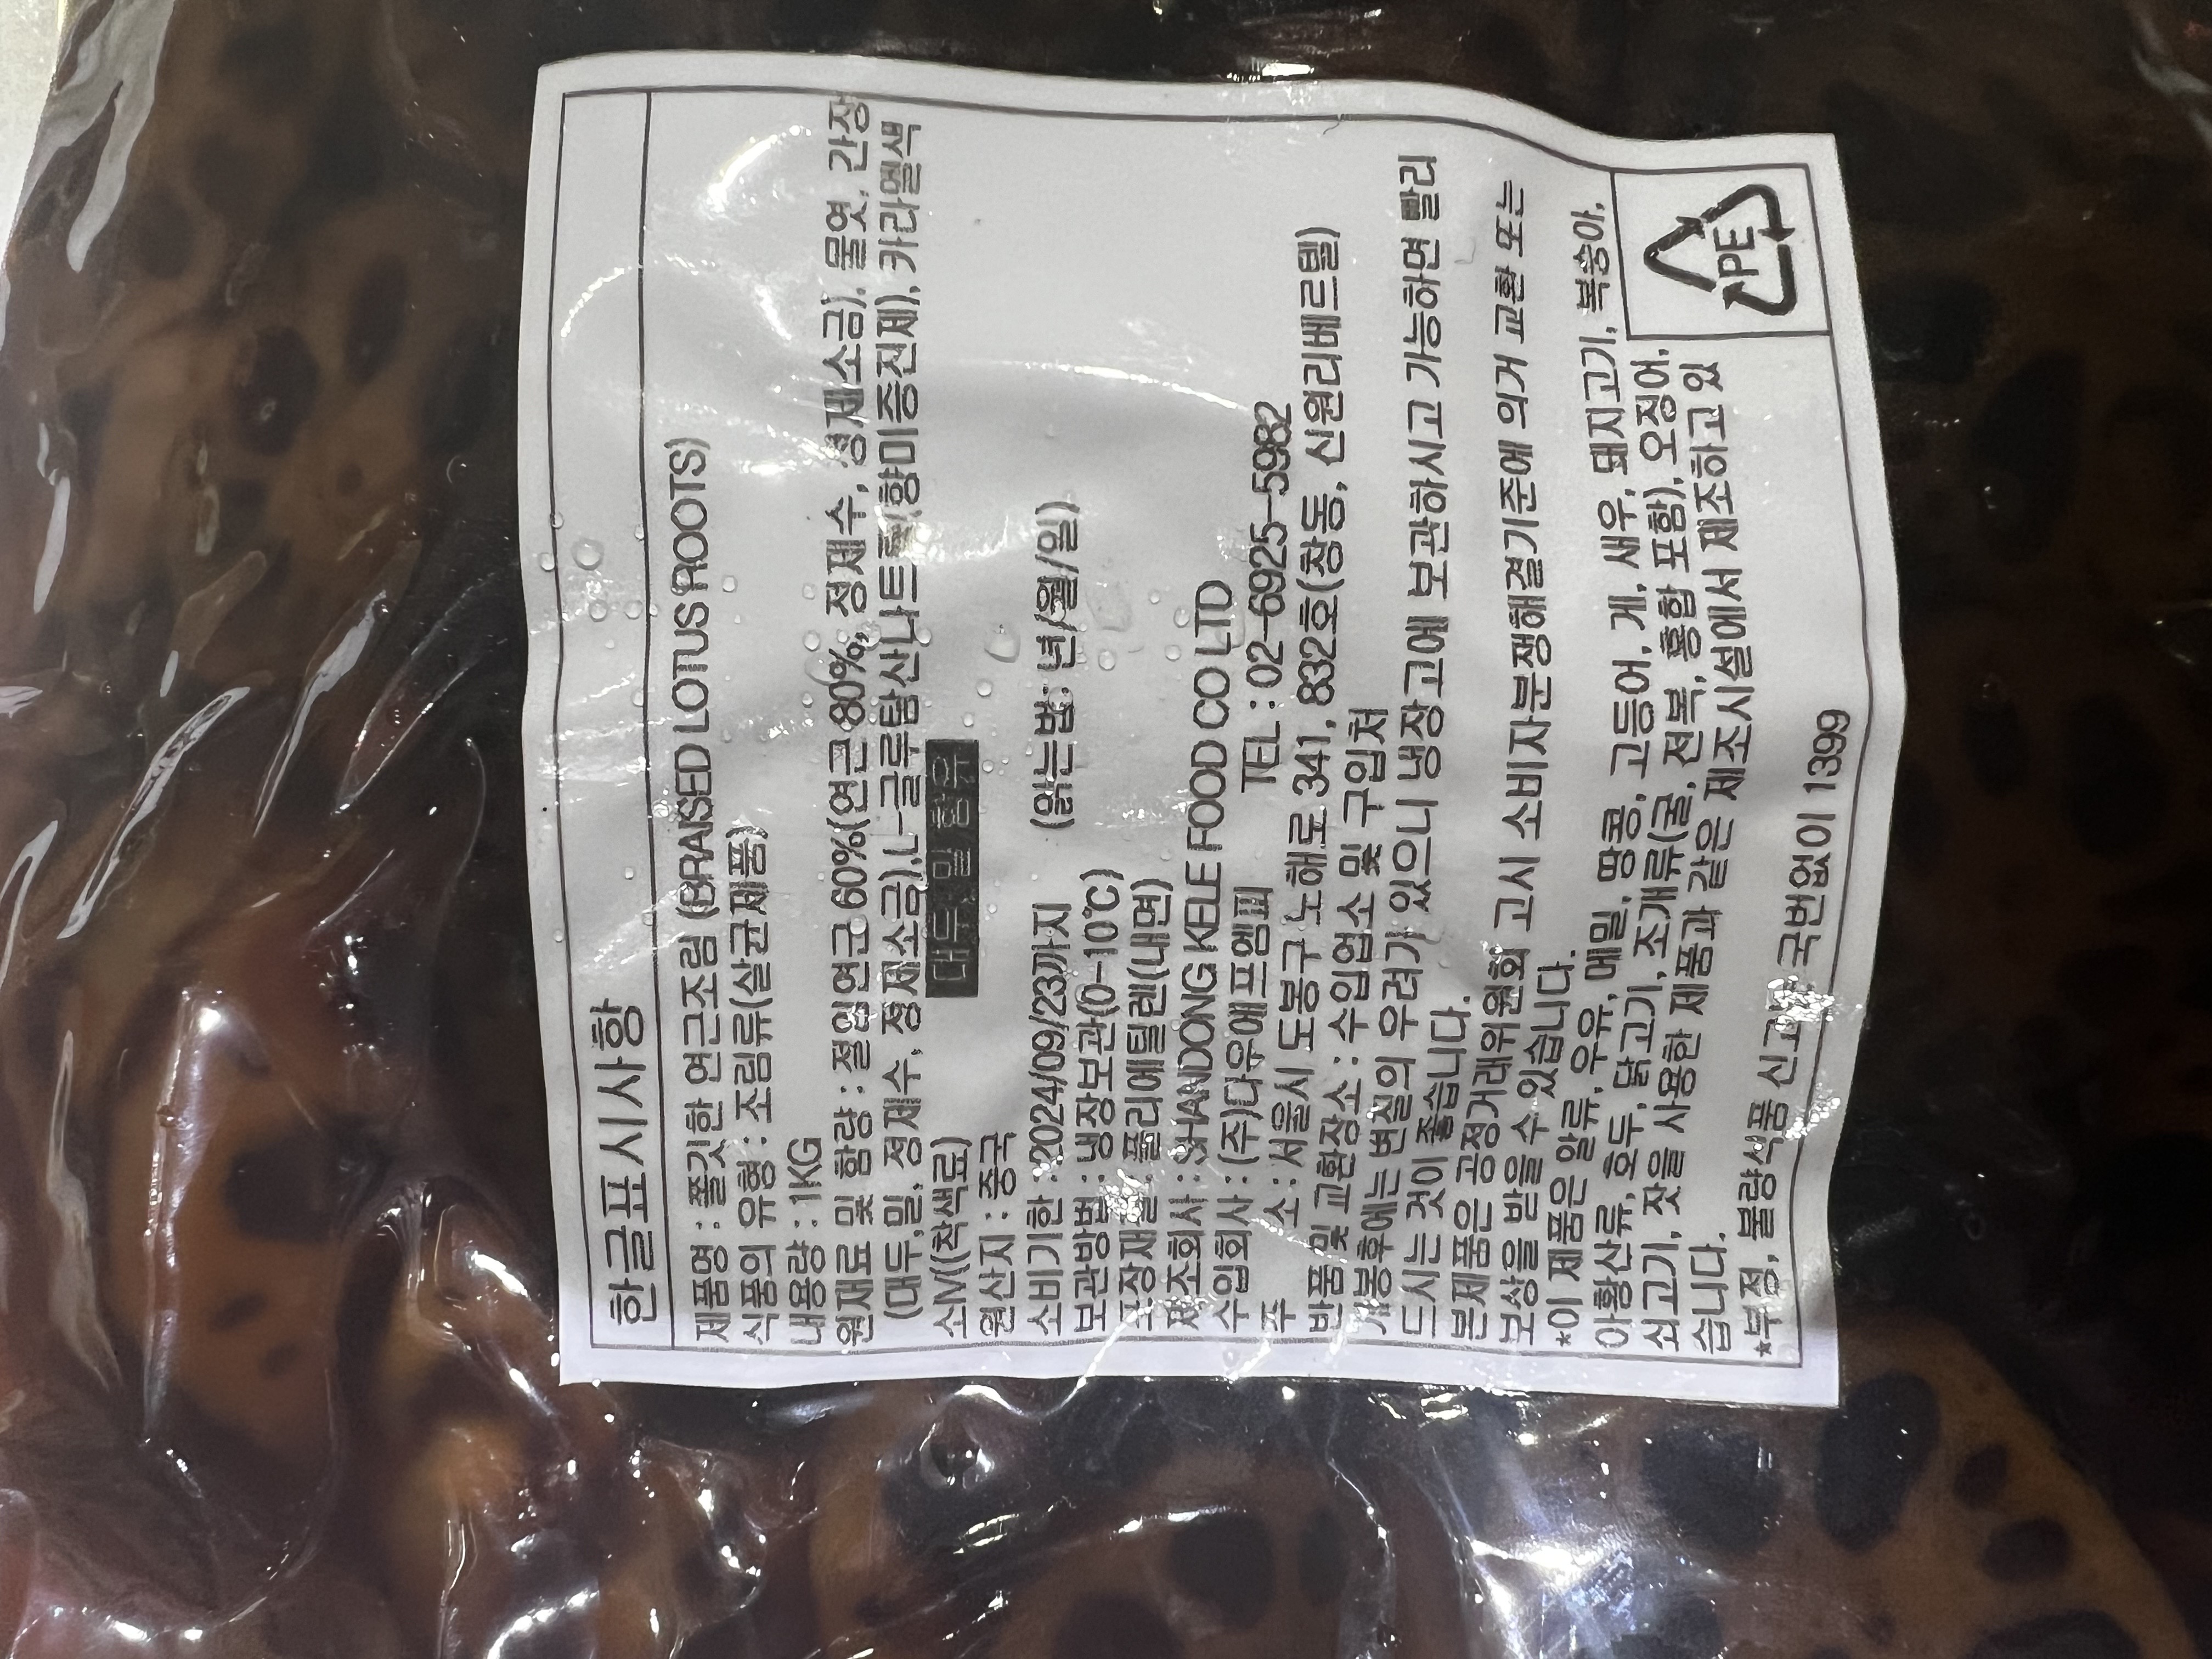 한글표시사항
제품명 : 쫄깃한 연근조림 (BRAISED LOTUS ROOTS)
식품의 유형 : 조림류(살균제품)
내용량 : 1KG
원재료 및 함량 : 절임연근 60%(연근 80%, 정제수, 정제소금), 물엿, 간장
(대두,밀, 정제수, 정제소금),L-글루탐산나트륨(향미증진제), 카라멜색
소IV(착색료) 대두, 밀 함유
원산지 : 중국
소비기한 : 2024/09/23까지 (읽는법: 년/월/일)
보관방법 : 냉장보관(0-10℃)
포장재질 : 폴리에틸렌(내면)
제조회사 : SHANDONG KELE FOOD CO LTD
수입회사 : (주)다우에프엠피 TEL : 02-6925-5982
주 소 : 서울시 도봉구 노해로 341, 832호(창동, 신원리베르텔)
반품 및 교환장소 : 수입업소 및 구입처
개봉후에는 변질의 우려가 있으니 냉장고에 보관하시고 가능하면 빨리
드시는 것이 좋습니다.
본제품은 공정거래위원회 고시 소비자분쟁해결기준에 의거 교환 또는
보상을 받을 수 있습니다.
*이 제품은 알류, 우유, 메밀, 땅콩, 고등어, 게, 새우, 돼지고기, 복숭아,
아황산류, 호두, 닭고기, 조개류(굴, 전복, 홍합 포함), 오징어,
쇠고기, 잣을 사용한 제품과 같은 제조시설에서 제조하고 있
습니다.
*부정, 불량식품 신고는 국번없이 1399
PE